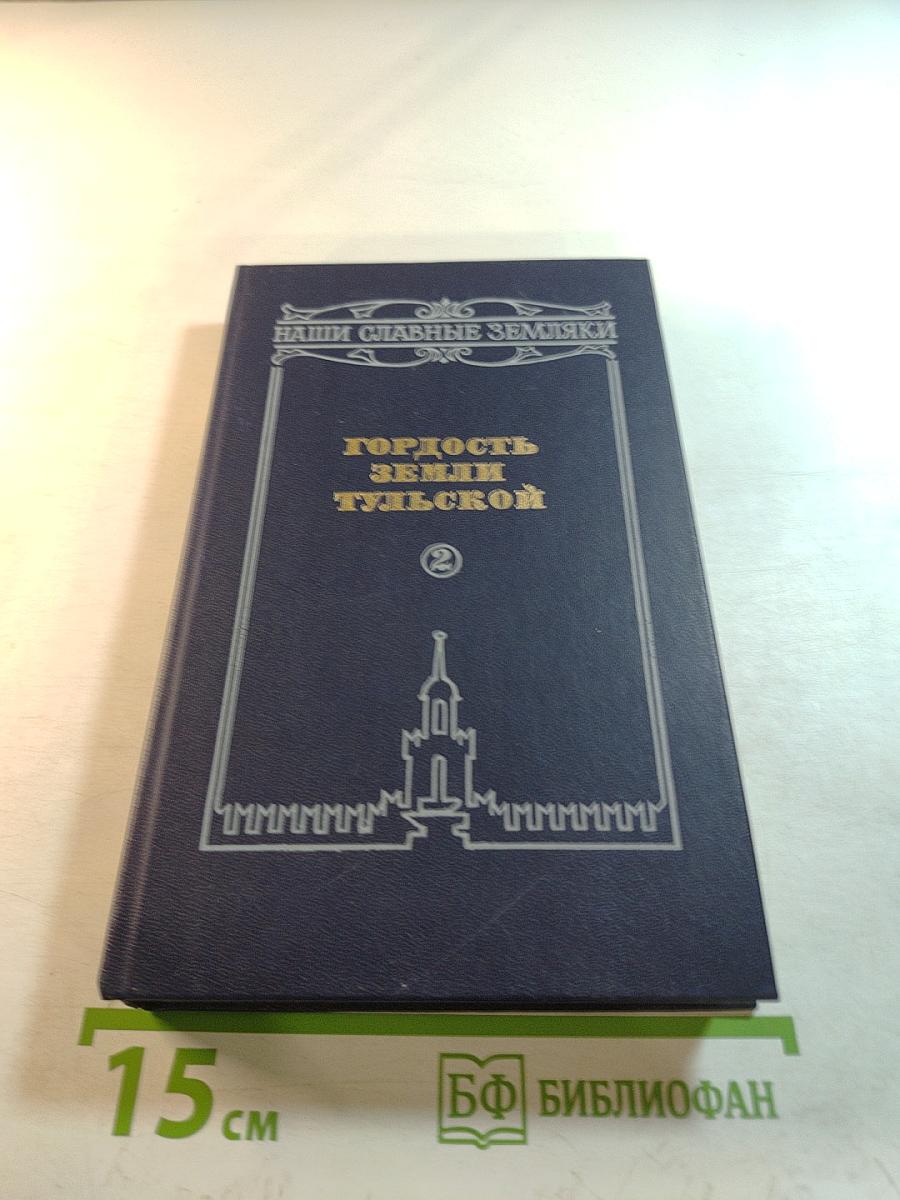 НАШИ СЛАВНЫЕ ЗЕМЛЯКИ
ГОРДОСТЬ
ЗЕМЛИ
ТУЛЬСКОЙ
2
15 см
БФ БИБЛИОФАН